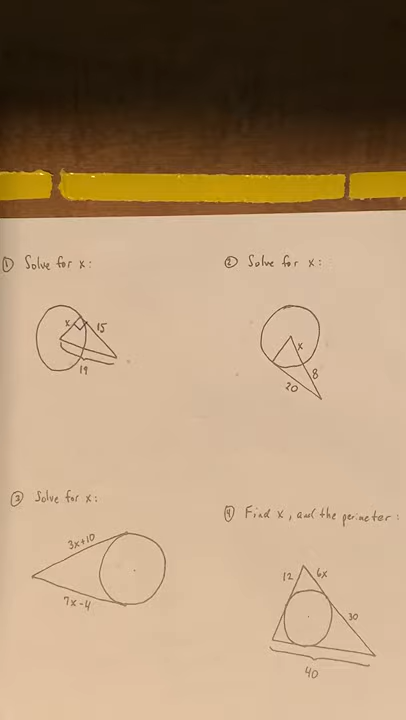 ① Solve for x:
x
15
19
② Solve for x:
x
8
20
③ Solve for x:
3x+10
7x-4
④ Find x, and the perimeter:
12
6x
30
40